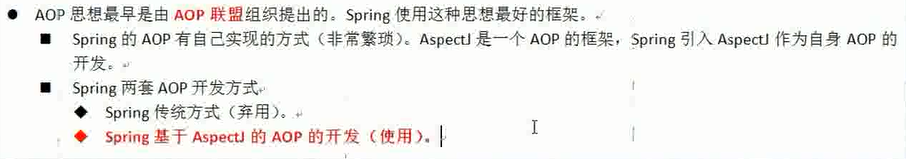 AOP 思想最早是由 AOP 联盟组织提出的。Spring 使用这种思想最好的框架。
Spring 的 AOP 有自己实现的方式（非常繁琐）。AspectJ 是一个 AOP 的框架，Spring 引入 AspectJ 作为自身 AOP 的
开发。
Spring 两套 AOP 开发方式
Spring 传统方式（弃用）。
Spring 基于 AspectJ 的 AOP 的开发（使用）。